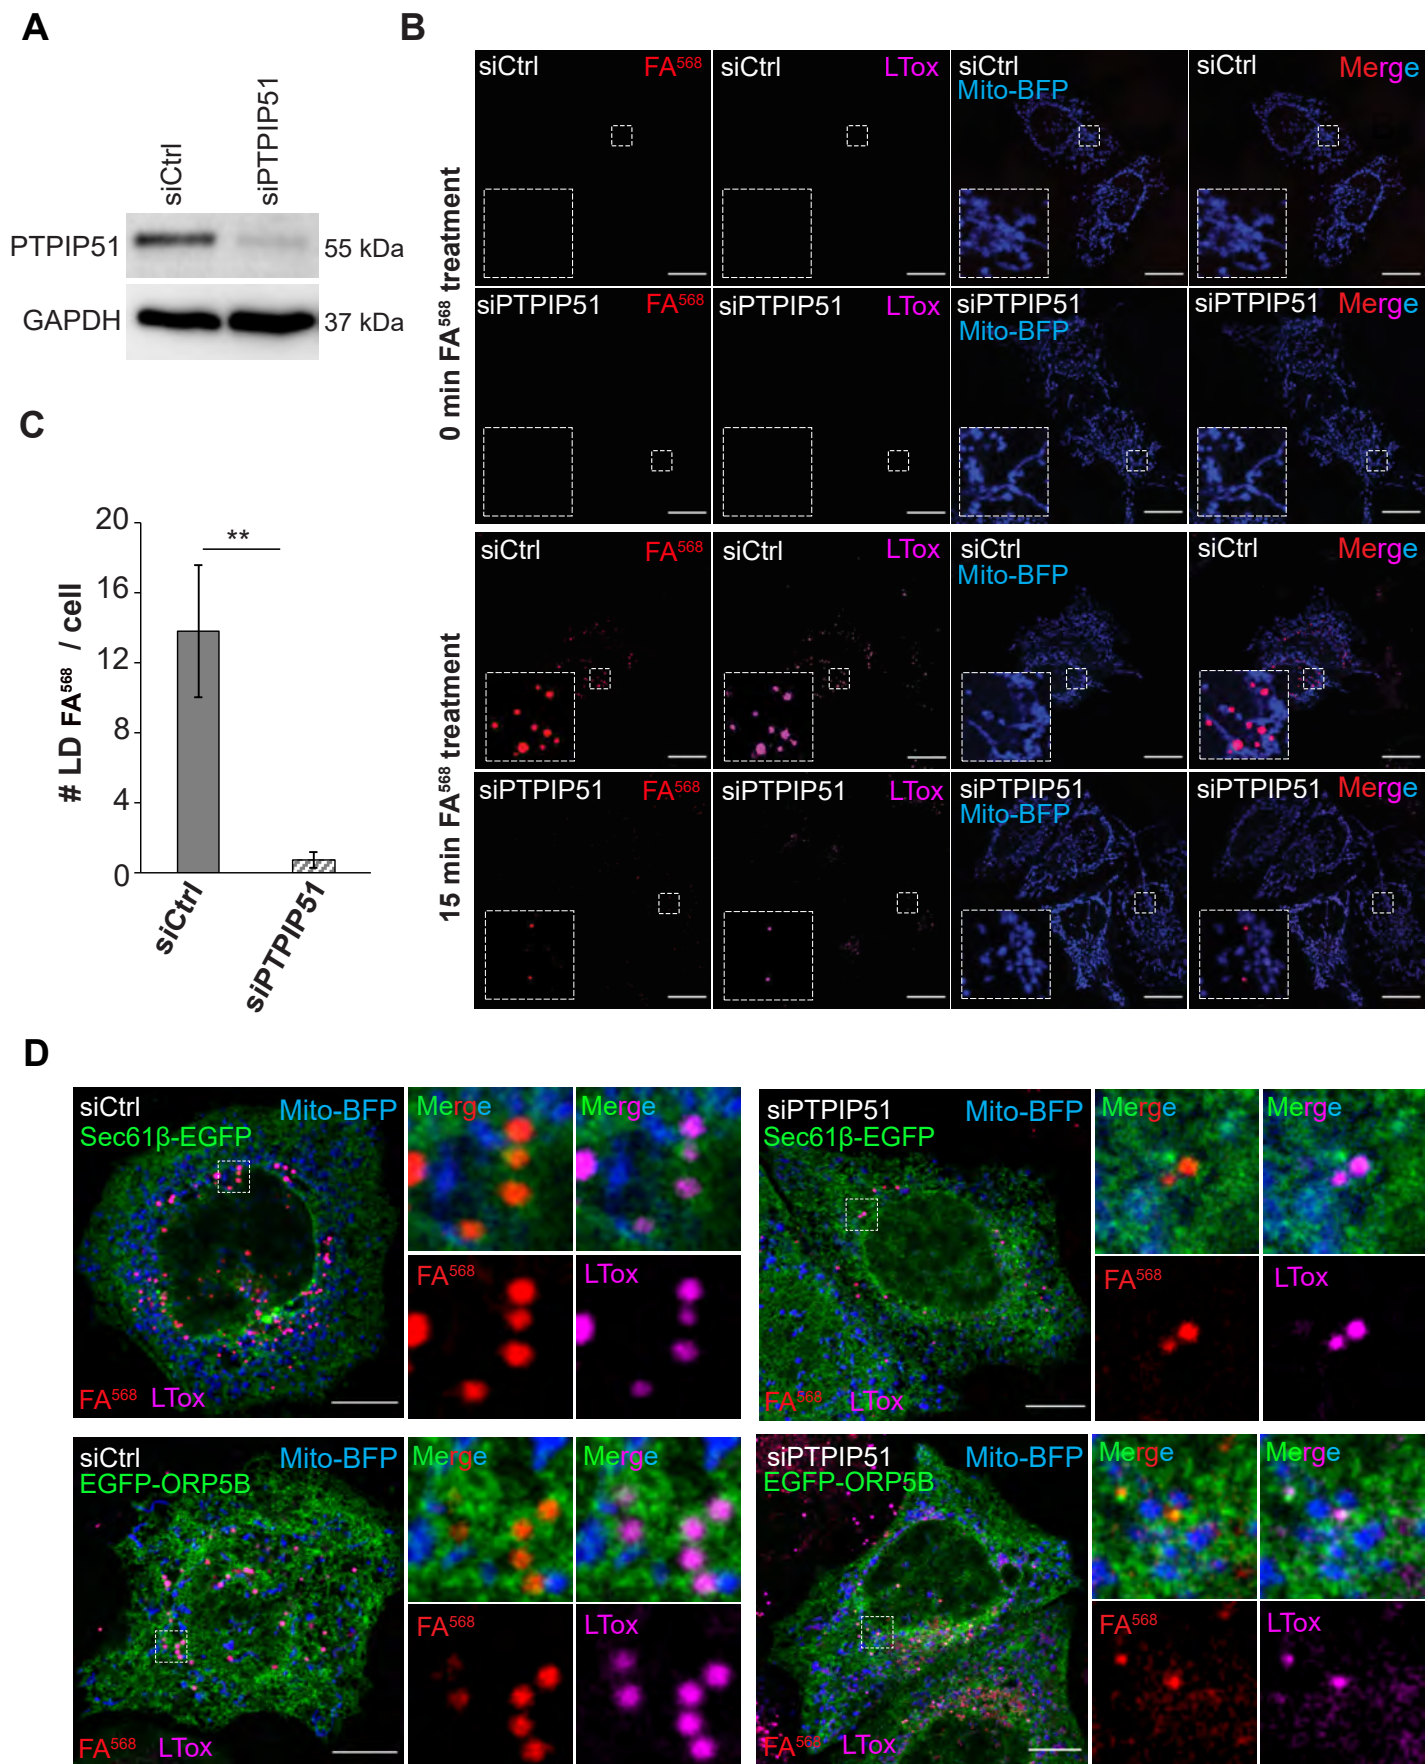 A
siCtrl
siPTPIP51
PTPIP51
55 kDa
GAPDH
37 kDa
B
0 min FA568 treatment
siCtrl FA568
siCtrl LTox
siCtrl
Mito-BFP
siCtrl Merge
siPTPIP51 FA568
siPTPIP51 LTox
siPTPIP51
Mito-BFP
siPTPIP51 Merge
15 min FA568 treatment
siCtrl FA568
siCtrl LTox
siCtrl
Mito-BFP
siCtrl Merge
siPTPIP51 FA568
siPTPIP51 LTox
siPTPIP51
Mito-BFP
siPTPIP51 Merge
C
# LD FA568 / cell
20
16
12
8
4
0
**
siCtrl
siPTPIP51
D
siCtrl Mito-BFP
Sec61β-EGFP
FA568 LTox
Merge
Merge
FA568
LTox
siPTPIP51 Mito-BFP
Sec61β-EGFP
FA568 LTox
Merge
Merge
FA568
LTox
siCtrl Mito-BFP
EGFP-ORP5B
FA568 LTox
Merge
Merge
FA568
LTox
siPTPIP51 Mito-BFP
EGFP-ORP5B
FA568 LTox
Merge
Merge
FA568
LTox